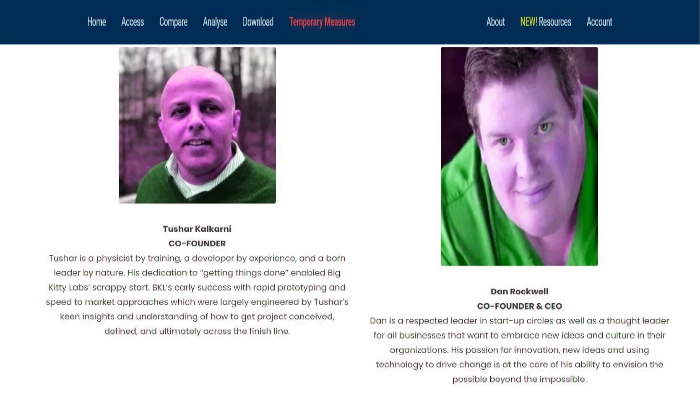 Home Access Compare Analyse Download Temporary Measures About NEW! Resources Account
Tushar Kalkarni
CO-FOUNDER
Tushar is a physicist by training, a developer by experience, and a born
leader by nature. His dedication to “getting things done” enabled Big
Kitty Labs’ scrappy start. BKL’s early success with rapid prototyping and
speed to market approaches which were largely engineered by Tushar’s
keen insights and understanding of how to get project conceived,
defined, and ultimately across the finish line.
Dan Rockwell
CO-FOUNDER & CEO
Dan is a respected leader in start-up circles as well as a thought leader
for all businesses that want to embrace new ideas and culture in their
organizations. His passion for innovation, new ideas and using
technology to drive change is at the core of his ability to envision the
possible beyond the impossible.